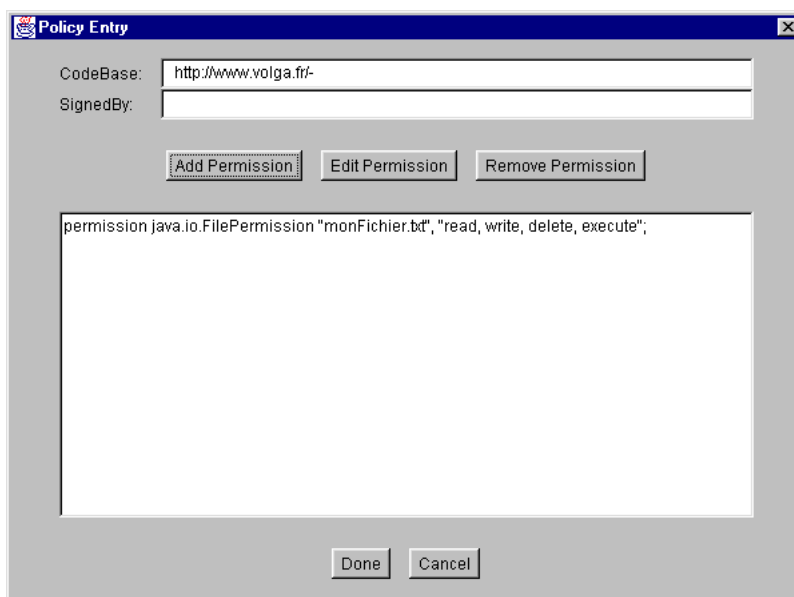 Policy Entry
CodeBase: http://www.volga.fr/-
SignedBy:
Add Permission Edit Permission Remove Permission
permission java.io.FilePermission "monFichier.txt", "read, write, delete, execute";
Done Cancel